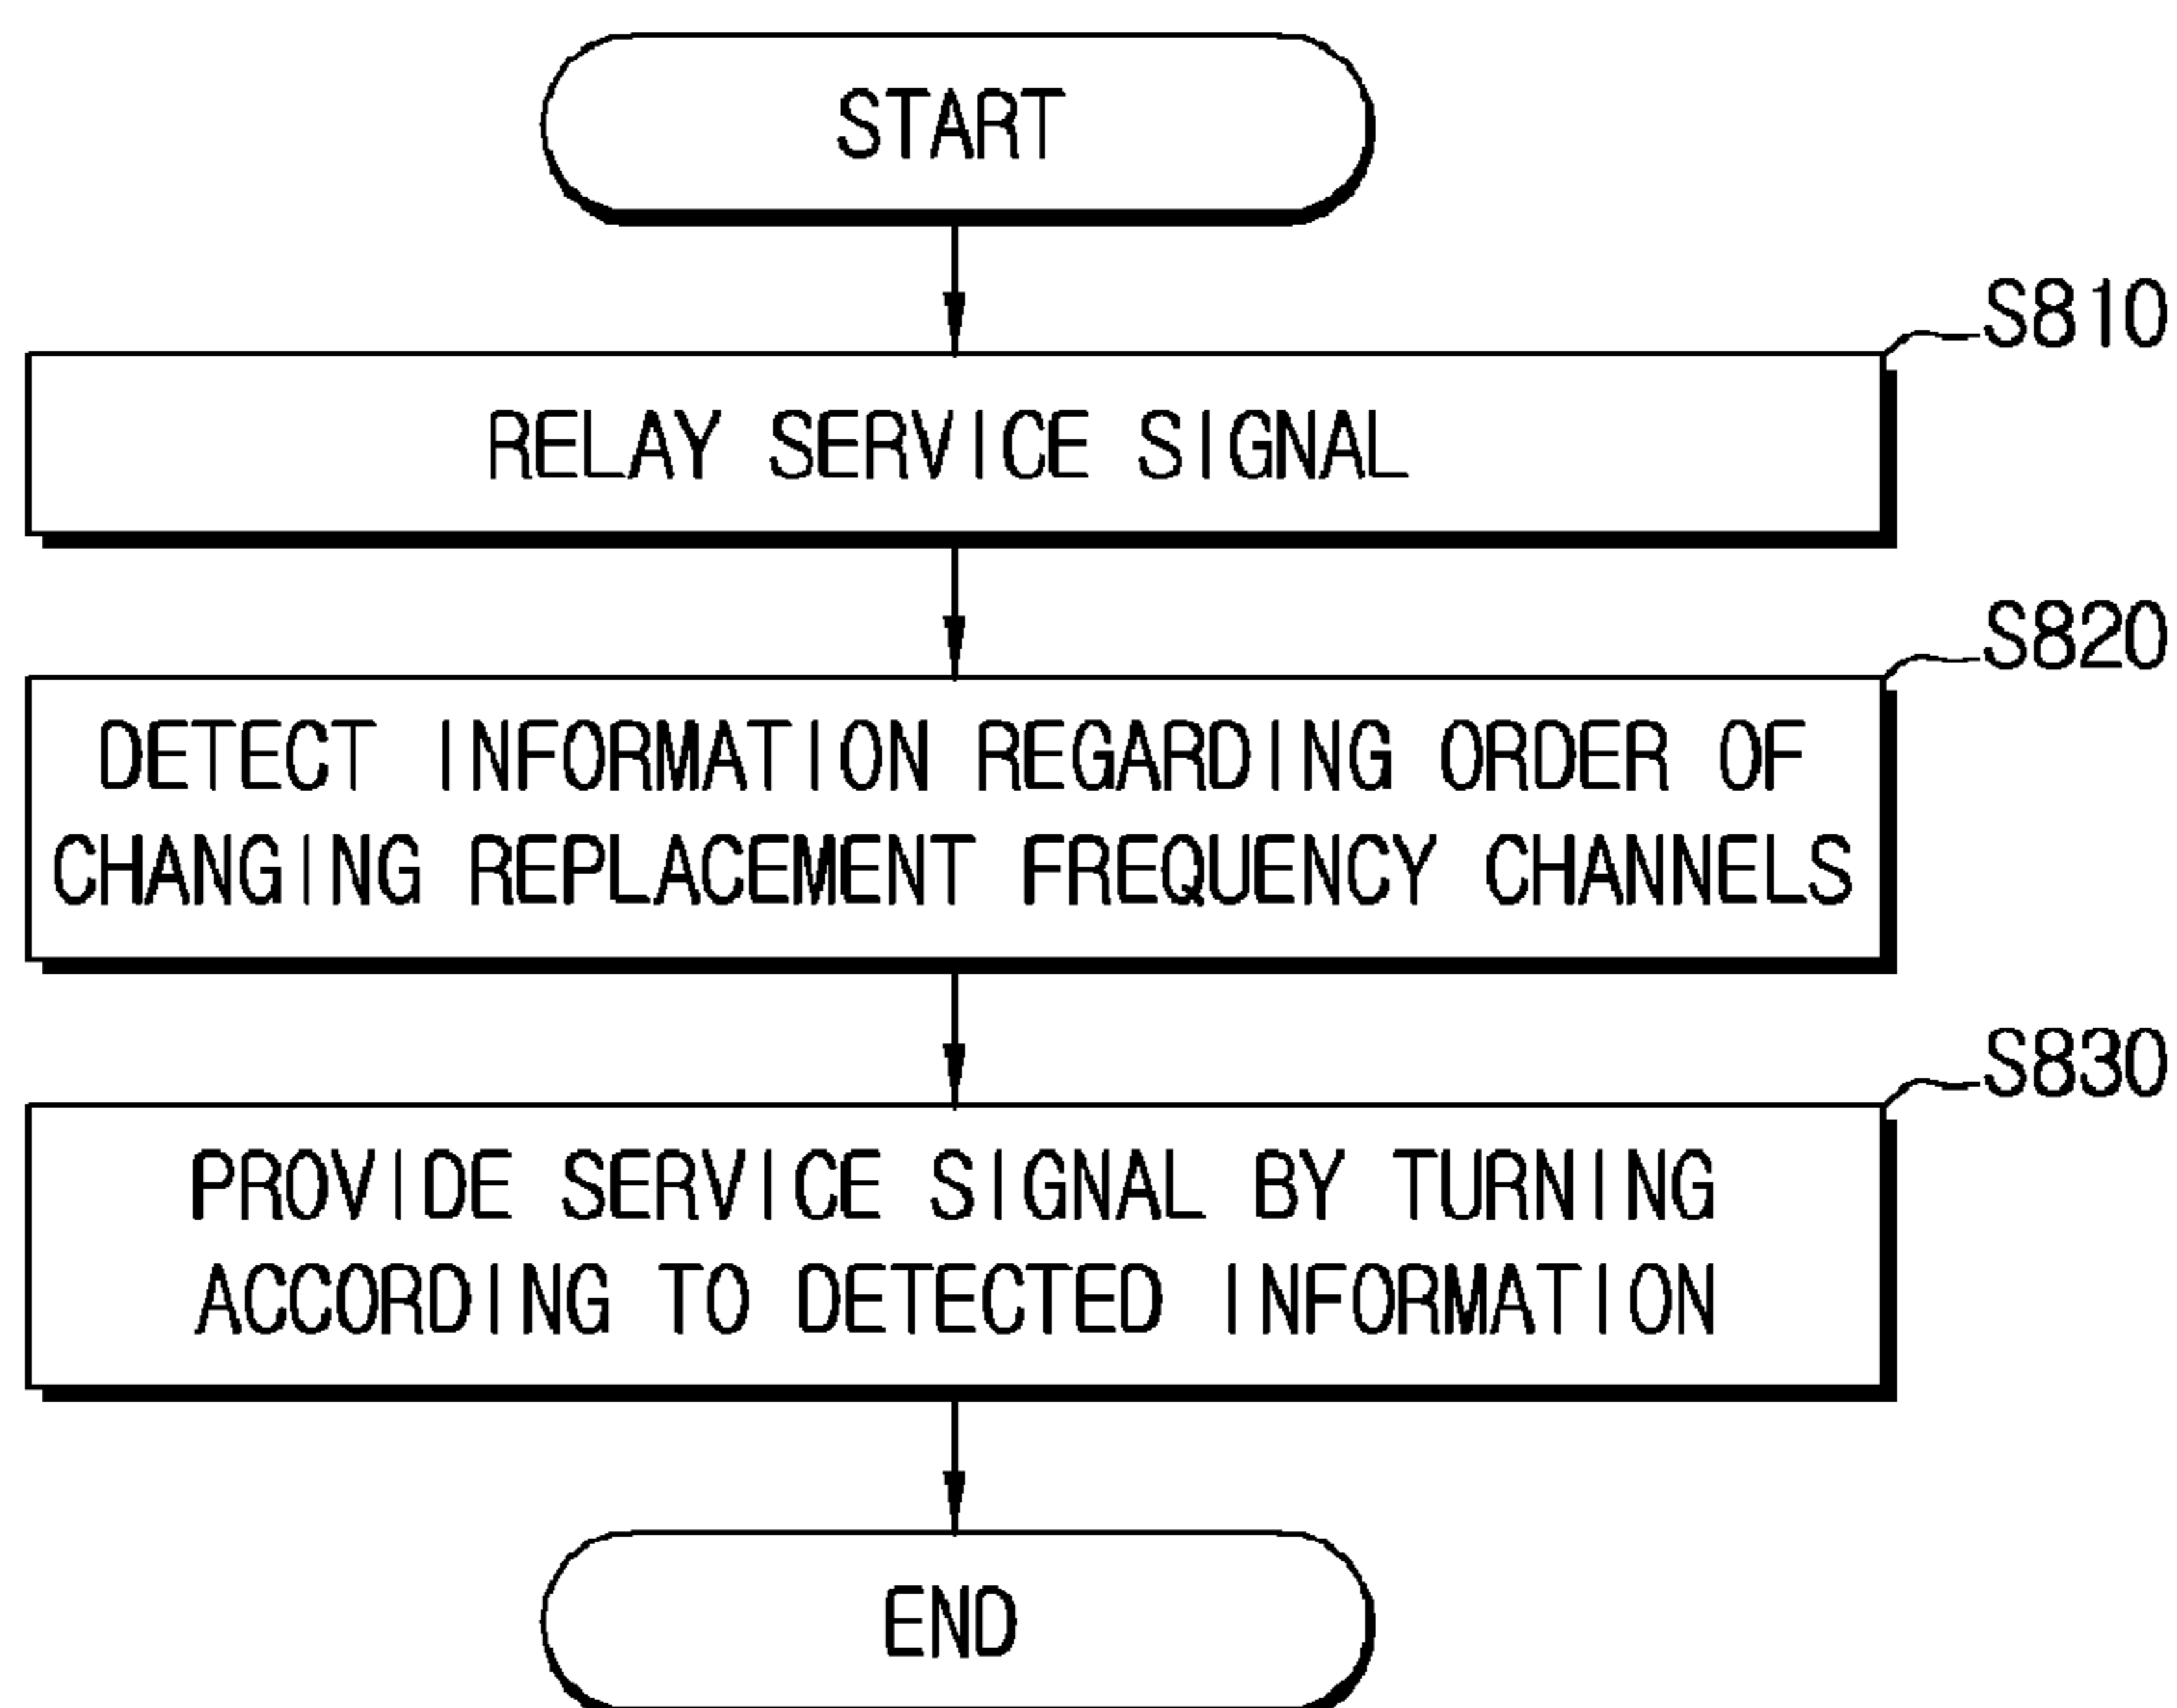 START
S810
RELAY SERVICE SIGNAL
S820
DETECT INFORMATION REGARDING ORDER OF
CHANGING REPLACEMENT FREQUENCY CHANNELS
S830
PROVIDE SERVICE SIGNAL BY TURNING
ACCORDING TO DETECTED INFORMATION
END